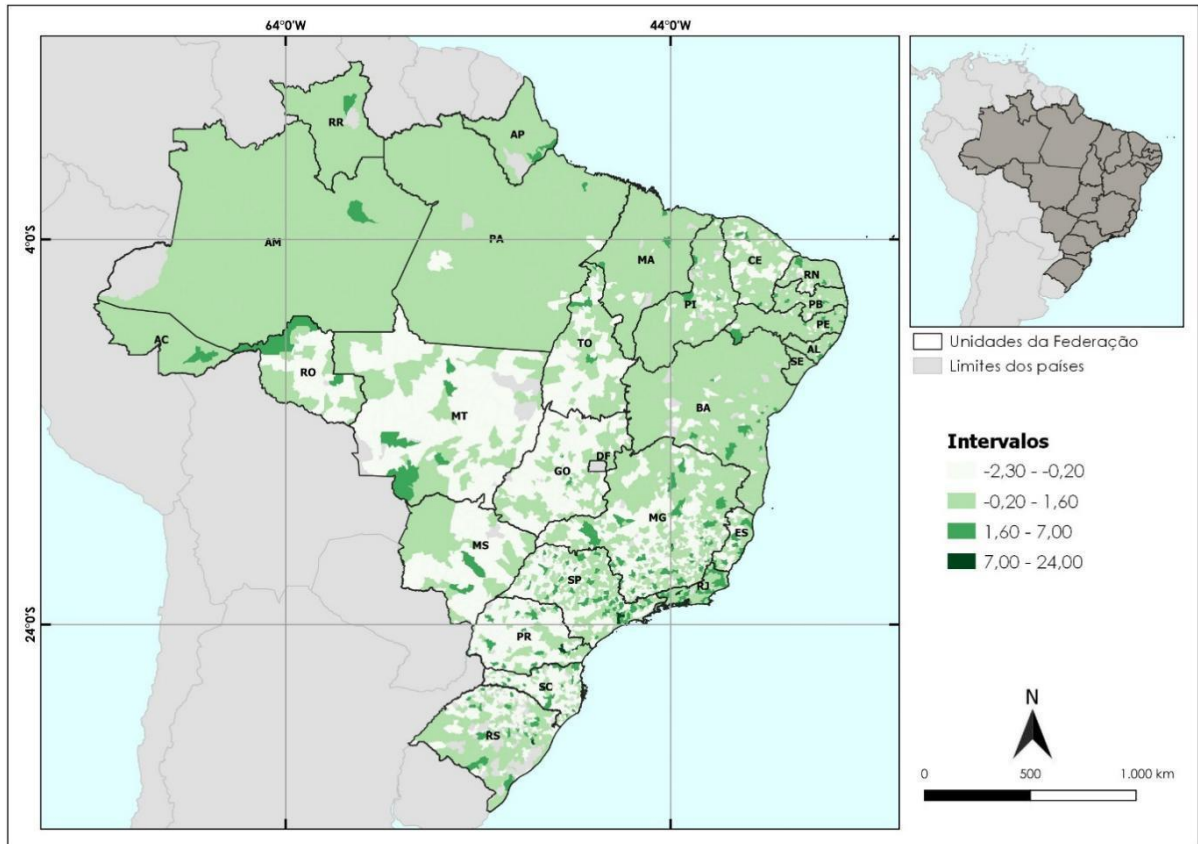 64°0'W
44°0'W
RR
AP
4°0'S
AM
PA
MA
CE
RN
PB
PI
PE
AC
AL
TO
SE
RO
BA
MT
DF
GO
MG
ES
MS
SP
RJ
24°0'S
PR
SC
RS
Unidades da Federação
Limites dos países
Intervalos
-2,30 - -0,20
-0,20 - 1,60
1,60 - 7,00
7,00 - 24,00
N
0
500
1.000 km